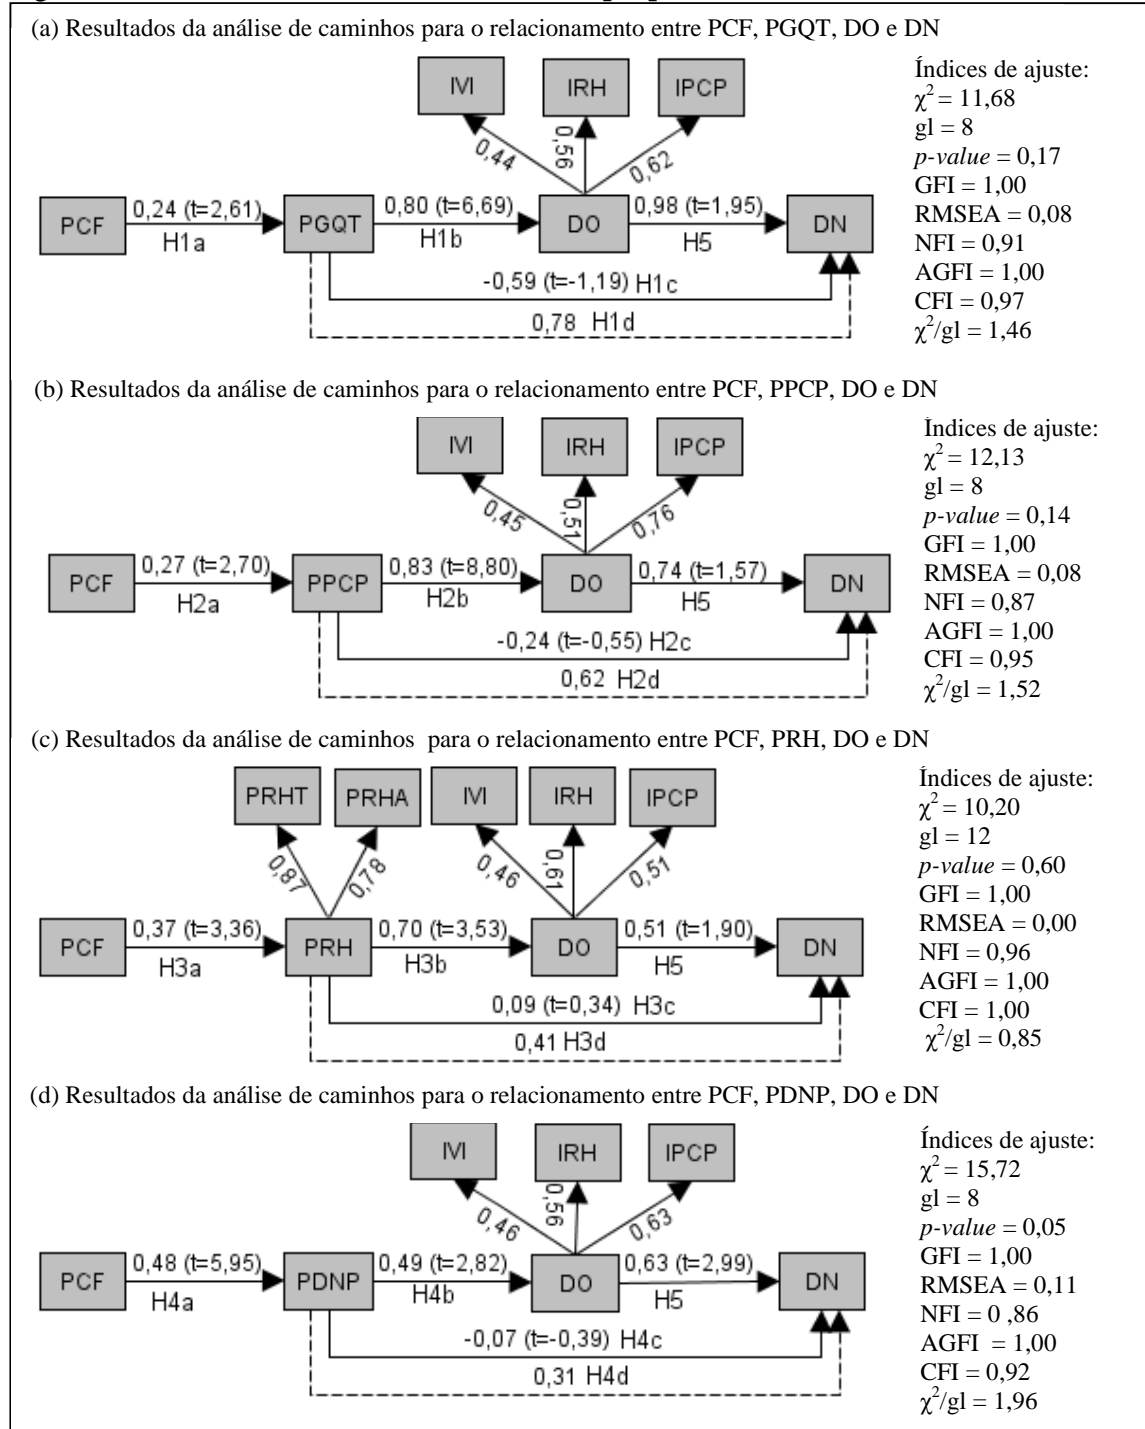 (a) Resultados da análise de caminhos para o relacionamento entre PCF, PGQT, DO e DN
IVI
IRH
IPCP
0,44
0,56
0,62
PCF
0,24 (t=2,61)
H1a
PGQT
0,80 (t=6,69)
H1b
DO
0,98 (t=1,95)
H5
DN
-0,59 (t=-1,19) H1c
0,78 H1d
Índices de ajuste:
χ² = 11,68
gl = 8
p-value = 0,17
GFI = 1,00
RMSEA = 0,08
NFI = 0,91
AGFI = 1,00
CFI = 0,97
χ²/gl = 1,46
(b) Resultados da análise de caminhos para o relacionamento entre PCF, PPCP, DO e DN
IVI
IRH
IPCP
0,45
0,51
0,76
PCF
0,27 (t=2,70)
H2a
PPCP
0,83 (t=8,80)
H2b
DO
0,74 (t=1,57)
H5
DN
-0,24 (t=-0,55) H2c
0,62 H2d
Índices de ajuste:
χ² = 12,13
gl = 8
p-value = 0,14
GFI = 1,00
RMSEA = 0,08
NFI = 0,87
AGFI = 1,00
CFI = 0,95
χ²/gl = 1,52
(c) Resultados da análise de caminhos para o relacionamento entre PCF, PRH, DO e DN
PRHT
PRHA
IVI
IRH
IPCP
0,87
0,78
0,46
0,61
0,51
PCF
0,37 (t=3,36)
H3a
PRH
0,70 (t=3,53)
H3b
DO
0,51 (t=1,90)
H5
DN
0,09 (t=0,34) H3c
0,41 H3d
Índices de ajuste:
χ² = 10,20
gl = 12
p-value = 0,60
GFI = 1,00
RMSEA = 0,00
NFI = 0,96
AGFI = 1,00
CFI = 1,00
χ²/gl = 0,85
(d) Resultados da análise de caminhos para o relacionamento entre PCF, PDNP, DO e DN
IVI
IRH
IPCP
0,46
0,56
0,63
PCF
0,48 (t=5,95)
H4a
PDNP
0,49 (t=2,82)
H4b
DO
0,63 (t=2,99)
H5
DN
-0,07 (t=-0,39) H4c
0,31 H4d
Índices de ajuste:
χ² = 15,72
gl = 8
p-value = 0,05
GFI = 1,00
RMSEA = 0,11
NFI = 0 ,86
AGFI = 1,00
CFI = 0,92
χ²/gl = 1,96